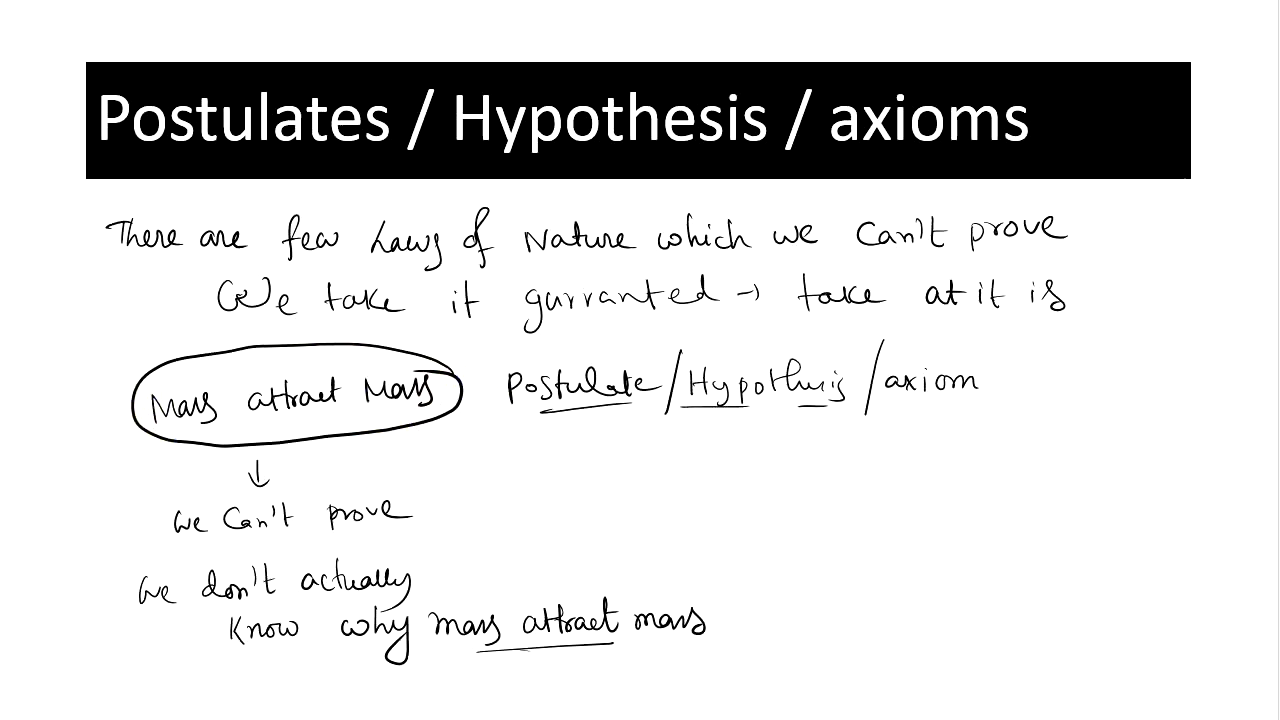 Postulates / Hypothesis / axioms
There are few Laws of Nature which we can't prove
We take it gurranted → take at it is
Mass attract Mass Postulate / Hypothesis / axiom
↓
we can't prove
we don't actually
know why mass attract mass